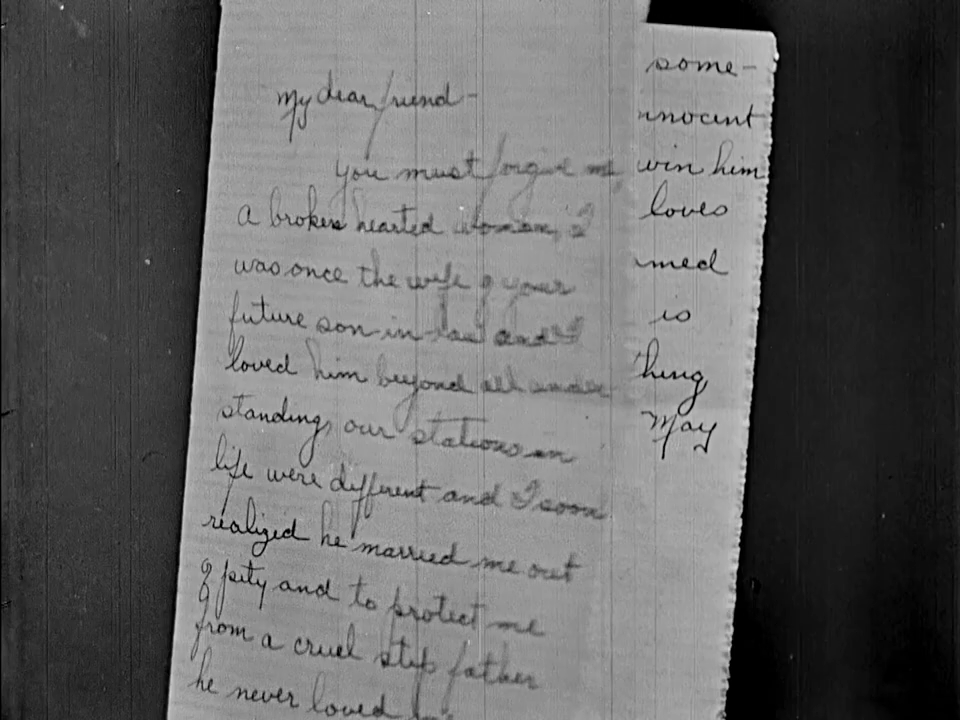 My dear friend -
you must forgive me,
a broken hearted woman, I
was once the wife of your
future son-in-law and I
loved him beyond all under
standing, our stations in
life were different and I soon
realized he married me out
of pity and to protect me
from a cruel step father
he never loved
some-
nnocent
win him
loves
med
is
hing
May